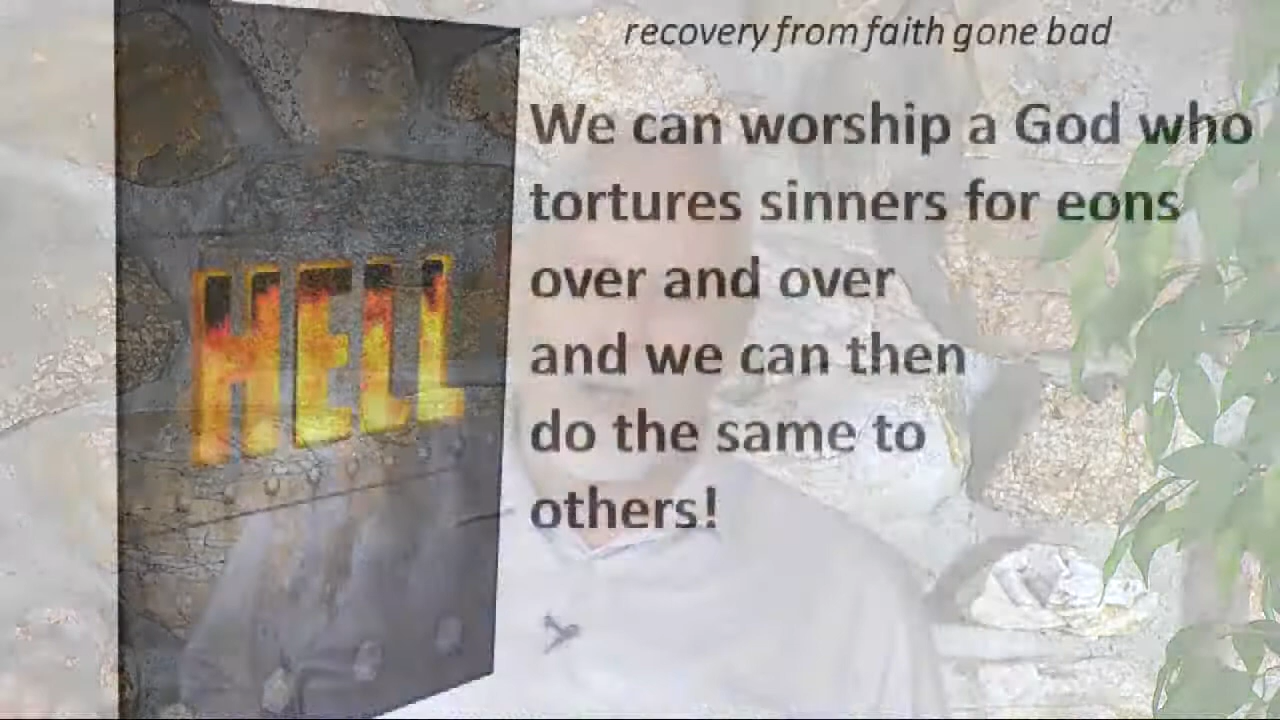 recovery from faith gone bad
We can worship a God who
tortures sinners for eons
over and over
and we can then
do the same to
others!
HELL